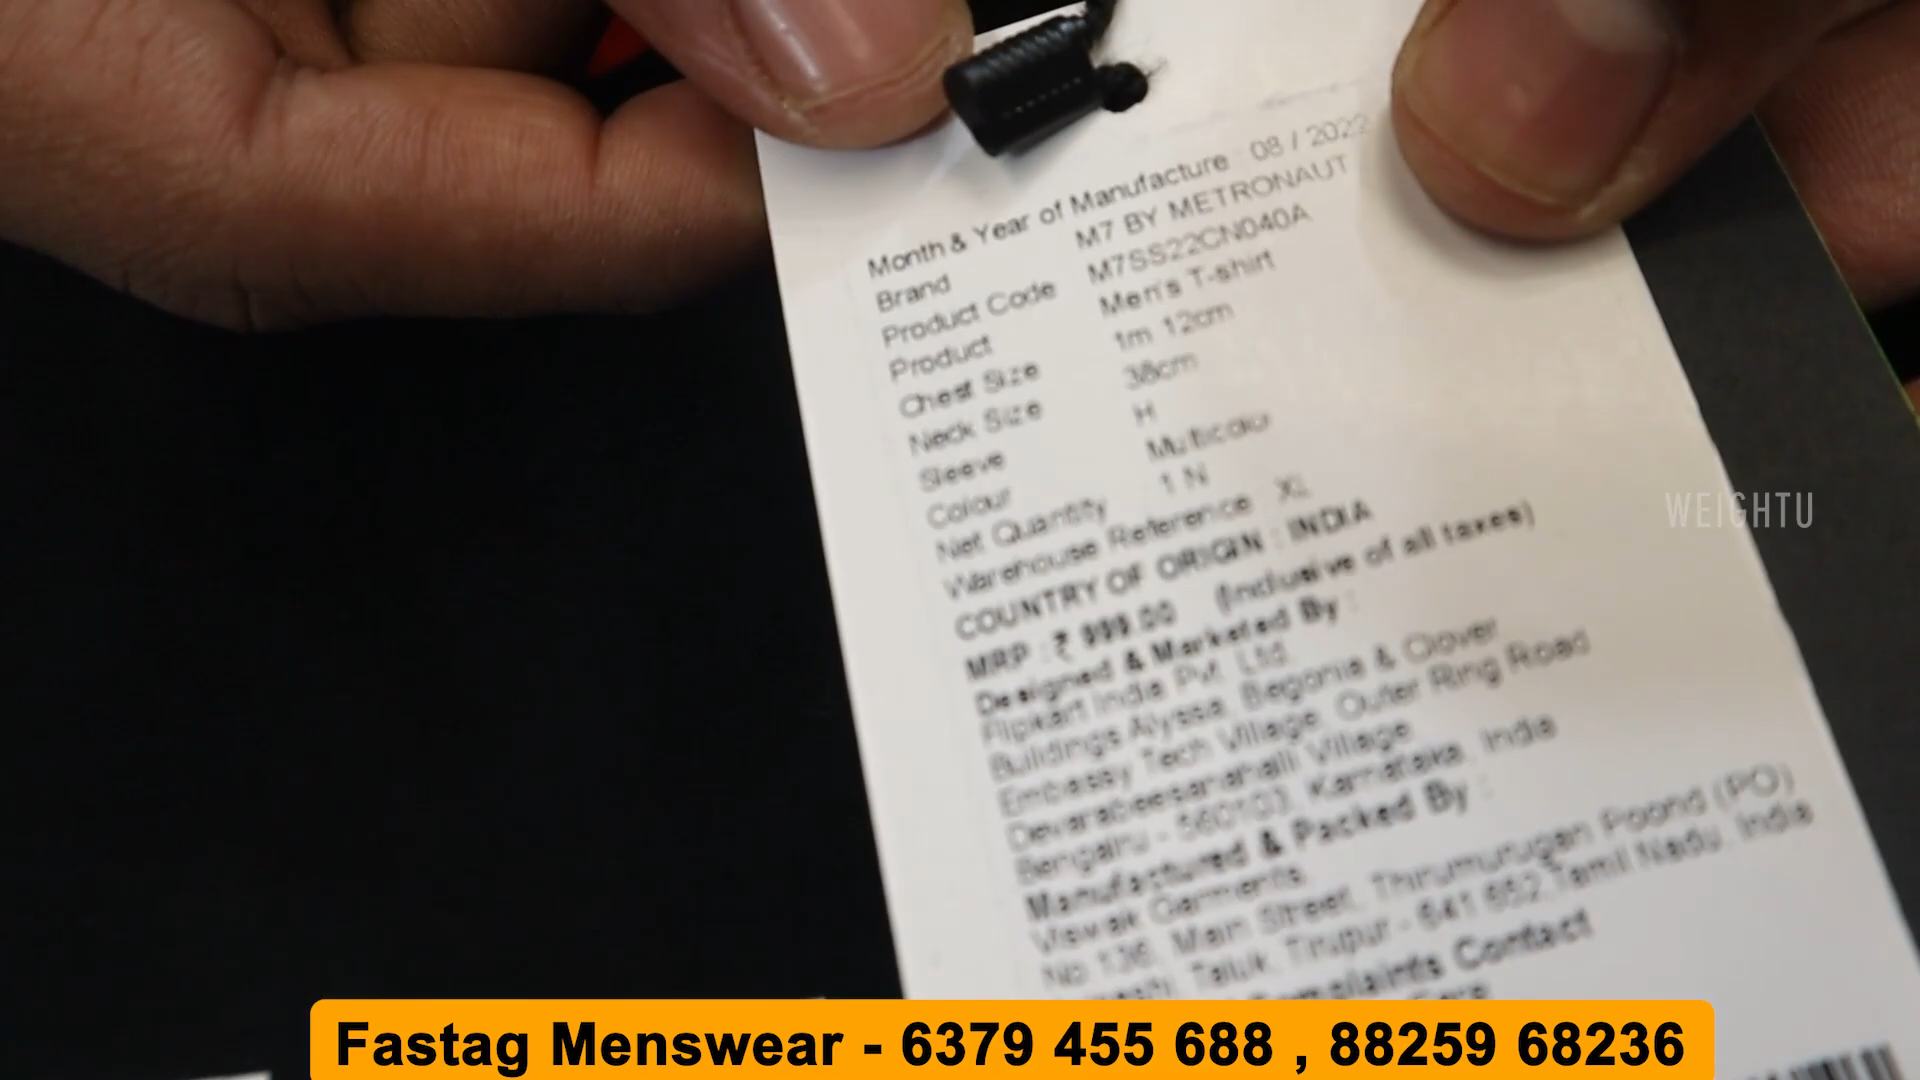 Month & Year of Manufacture : 08 / 2022
Brand M7 BY METRONAUT
Product Code M7SS22CN040A
Product Men's T-shirt
Chest Size 1m 12cm
Neck Size 38cm
Sleeve H
Colour Multicolor
Net Quantity 1 N
Warehouse Reference XL
COUNTRY OF ORIGIN : INDIA
MRP : ₹ 999.00 (Inclusive of all taxes)
Designed & Marketed By :
Flipkart India Pvt. Ltd.
Buildings Alyssa, Begonia & Clover
Embassy Tech Village, Outer Ring Road
Devarabeesanahalli Village
Bengalru - 560103, Karnataka, India
Manufactured & Packed By :
Garments
No 136, Main Street, Thirumurugan Poondi (PO)
Taluk, Tirupur - 641 652,Tamil Nadu, India
Complaints Contact
WEIGHTU
Fastag Menswear - 6379 455 688 , 88259 68236